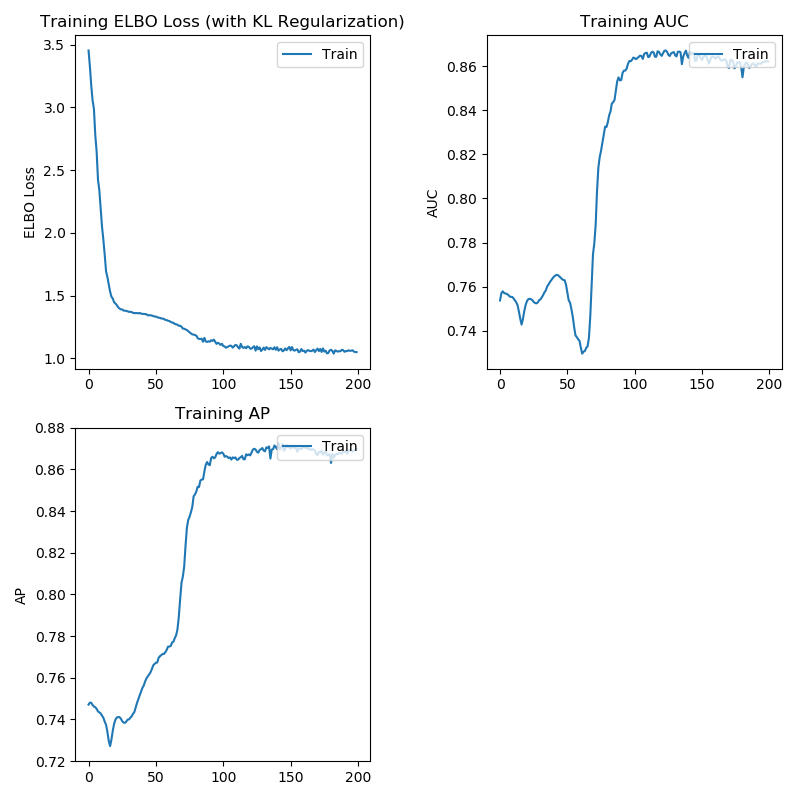 Training ELBO Loss (with KL Regularization)
3.5
3.0
2.5
2.0
1.5
1.0
ELBO Loss
Train
0 50 100 150 200
Training AUC
0.86
0.84
0.82
0.80
0.78
0.76
0.74
AUC
Train
0 50 100 150 200
Training AP
0.88
0.86
0.84
0.82
0.80
0.78
0.76
0.74
0.72
AP
Train
0 50 100 150 200